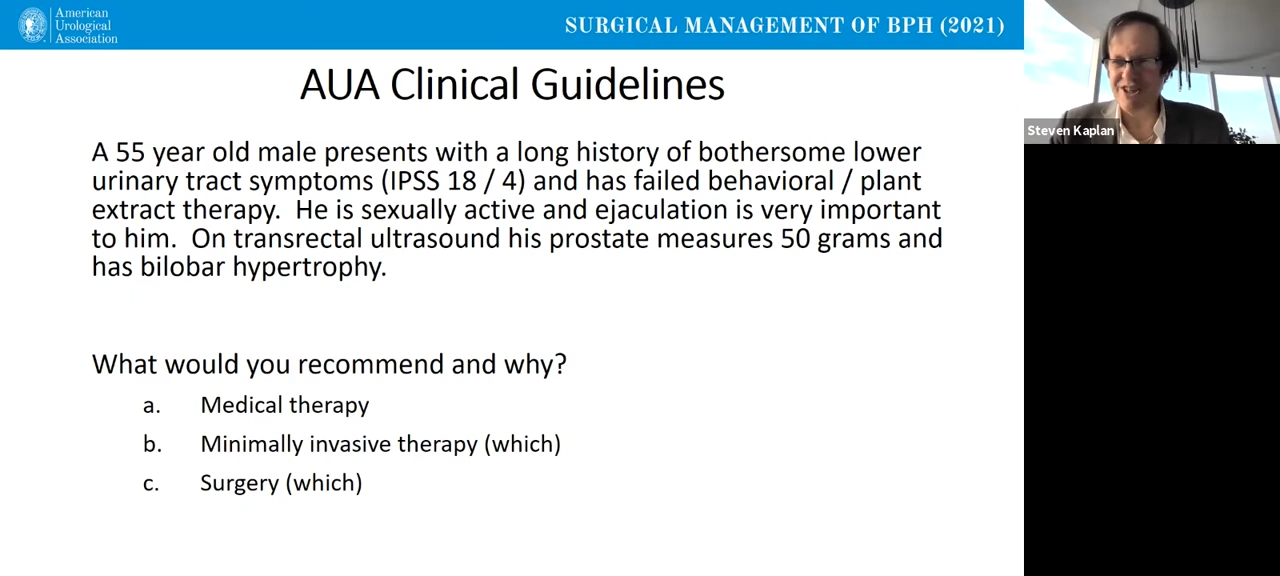 American
Urological
Association
SURGICAL MANAGEMENT OF BPH (2021)
AUA Clinical Guidelines
A 55 year old male presents with a long history of bothersome lower
urinary tract symptoms (IPSS 18 / 4) and has failed behavioral / plant
extract therapy. He is sexually active and ejaculation is very important
to him. On transrectal ultrasound his prostate measures 50 grams and
has bilobar hypertrophy.
What would you recommend and why?
a. Medical therapy
b. Minimally invasive therapy (which)
c. Surgery (which)
Steven Kaplan